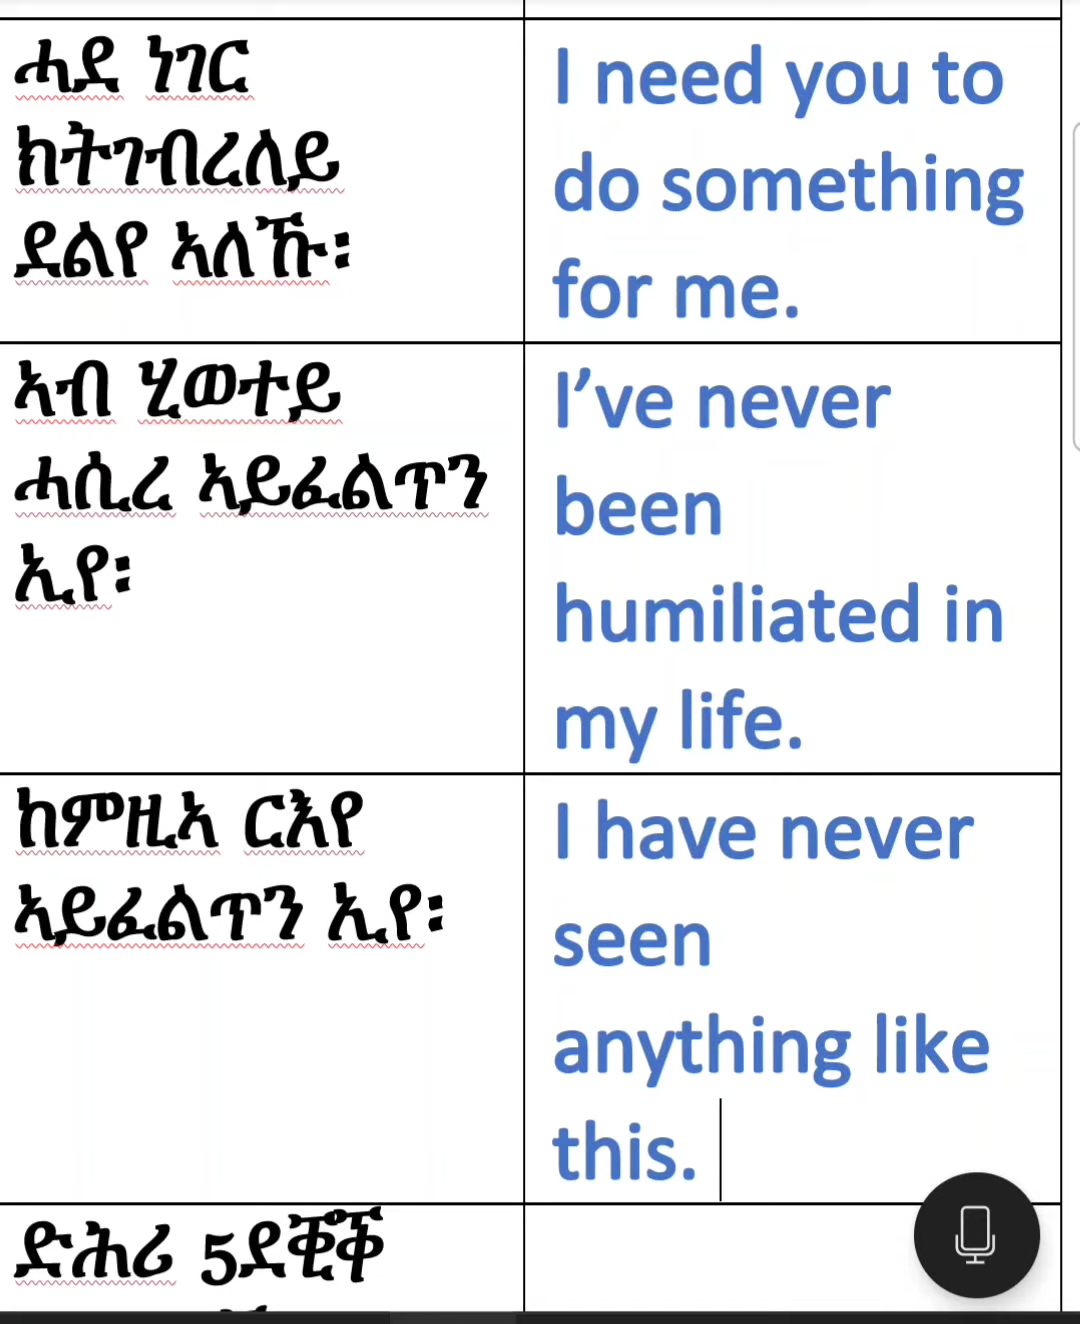 ሓደ ነገር
ክትገብረለይ
ደልየ ኣለኹ፡
I need you to
do something
for me.
ኣብ ሂወተይ
ሓሲረ ኣይፈልጥን
ኢየ፡
I’ve never
been
humiliated in
my life.
ከምዚኣ ርእየ
ኣይፈልጥን ኢየ፡
I have never
seen
anything like
this.
ድሕሪ 5ደቒቕ